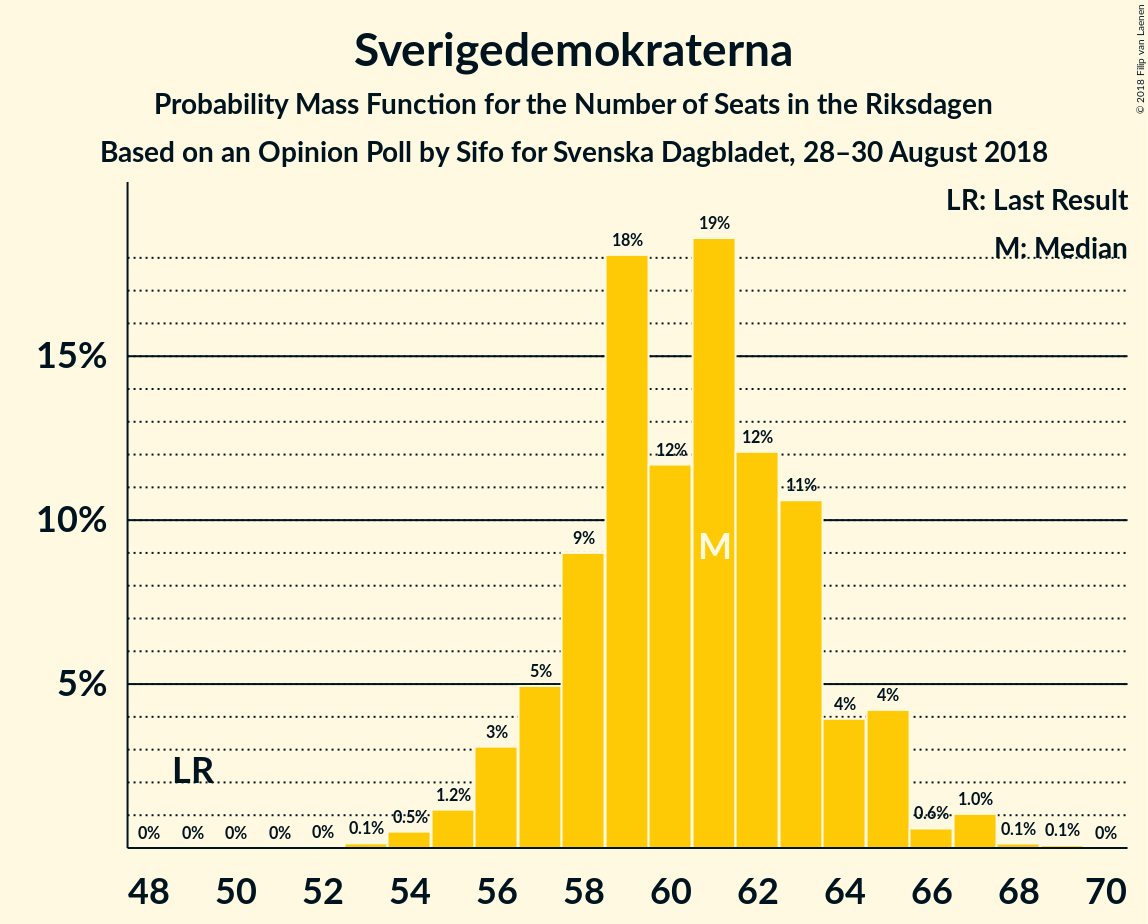 Sverigedemokraterna
Probability Mass Function for the Number of Seats in the Riksdagen
Based on an Opinion Poll by Sifo for Svenska Dagbladet, 28–30 August 2018
© 2018 Filip van Laenen
LR: Last Result
M: Median
15%
10%
5%
0% 0% 0% 0% 0% 0.1% 0.5% 1.2% 3% 5% 9% 18% 12% 19% 12% 11% 4% 4% 0.6% 1.0% 0.1% 0.1% 0%
LR
M
48 50 52 54 56 58 60 62 64 66 68 70